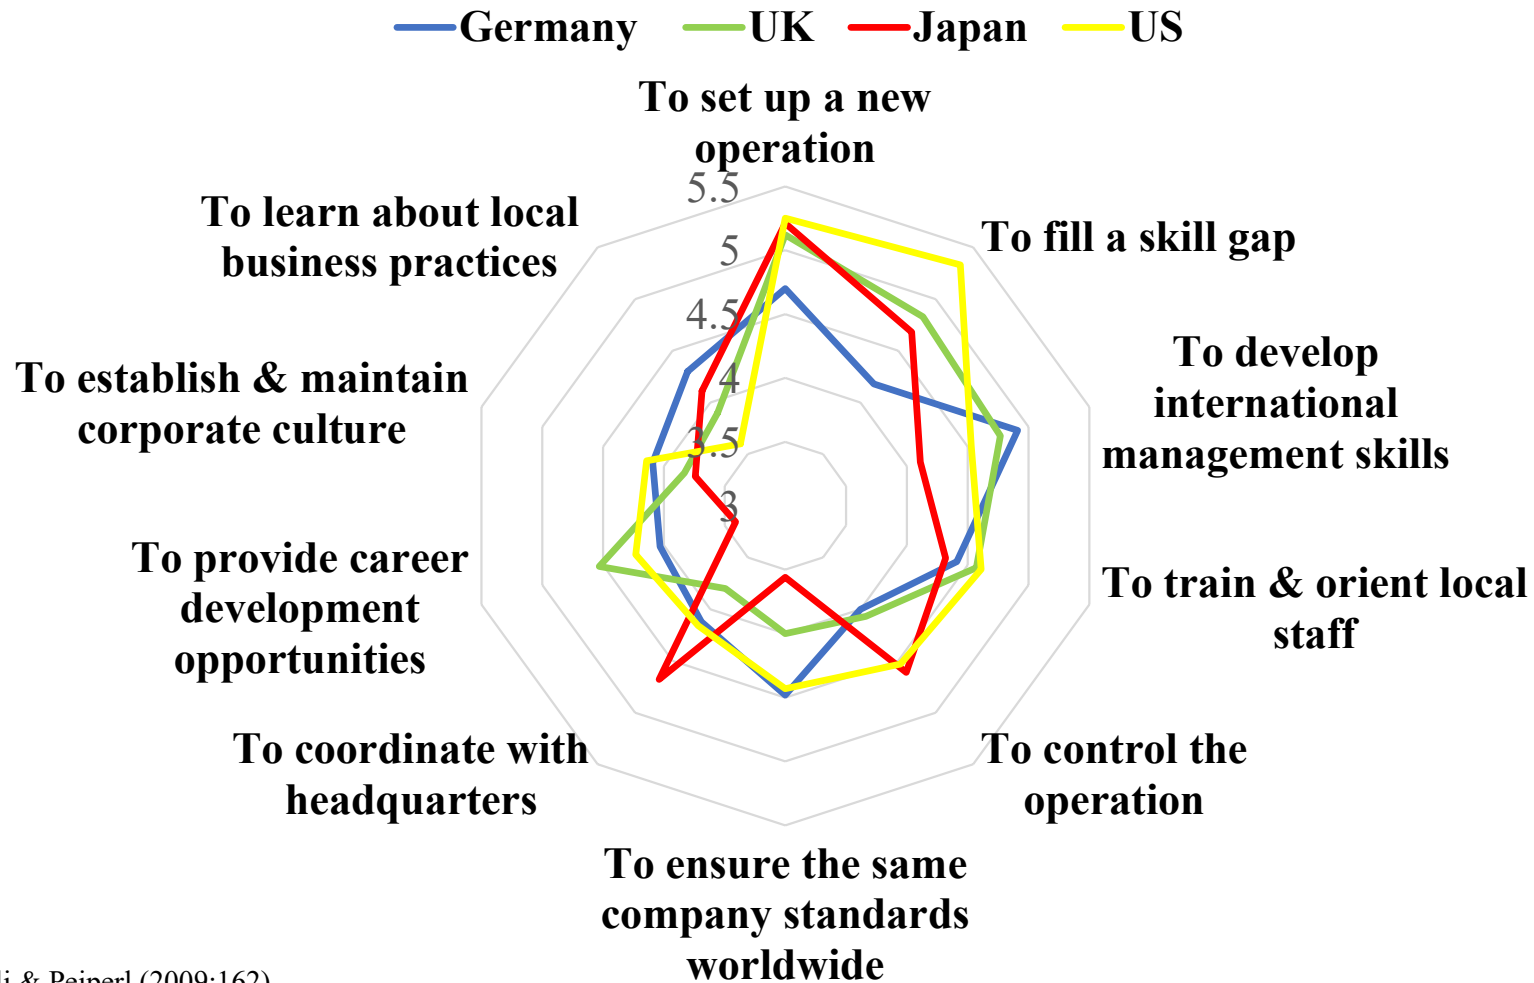 Germany UK Japan US
To set up a new
operation
To fill a skill gap
To develop
international
management skills
To train & orient local
staff
To control the
operation
To ensure the same
company standards
worldwide
To coordinate with
headquarters
To provide career
development
opportunities
To establish & maintain
corporate culture
To learn about local
business practices
5.5
5
4.5
4
3.5
3
& Peiperl (2009:162)